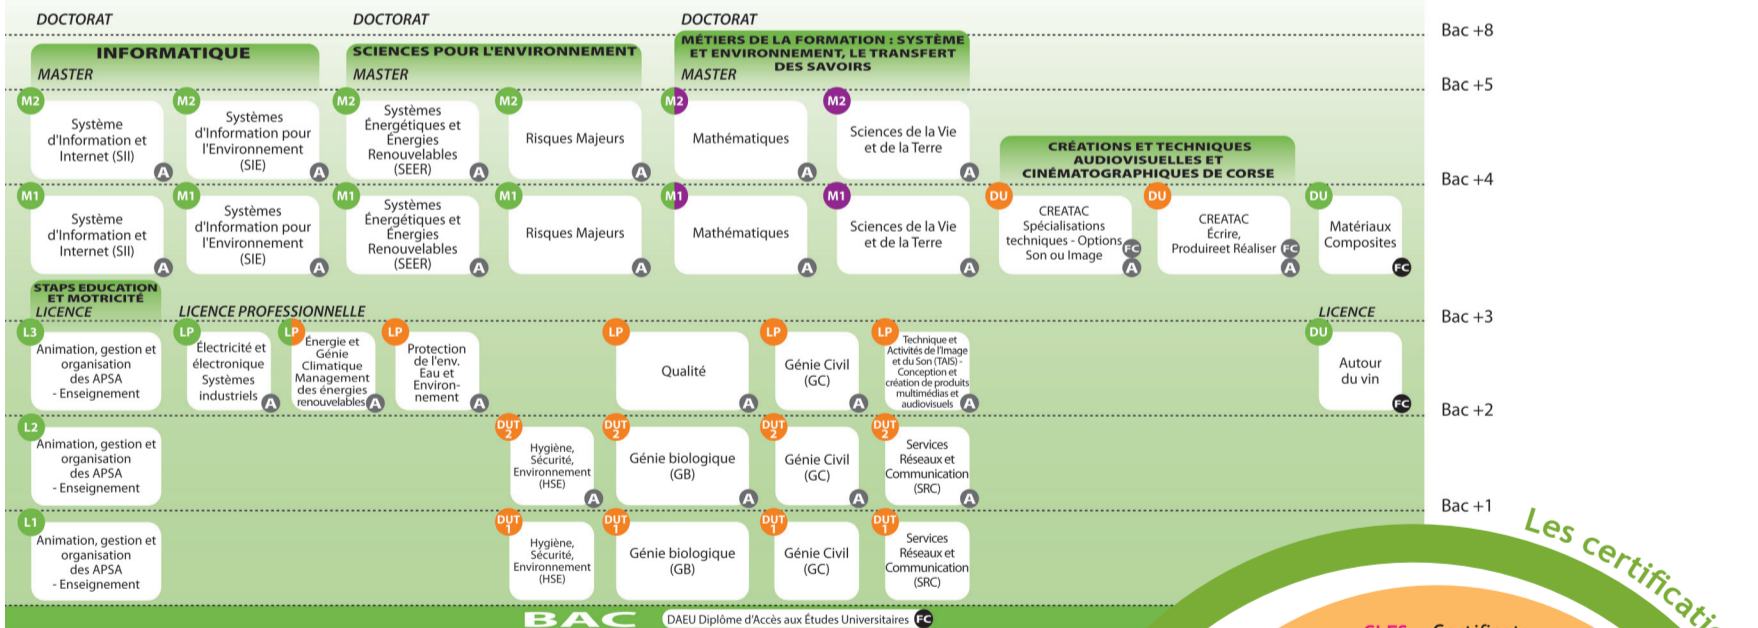 DOCTORAT
DOCTORAT
DOCTORAT
Bac +8
INFORMATIQUE
SCIENCES POUR L'ENVIRONNEMENT
MÉTIERS DE LA FORMATION : SYSTÈME
ET ENVIRONNEMENT, LE TRANSFERT
DES SAVOIRS
MASTER
MASTER
MASTER
Bac +5
M2
Système
d'Information et
Internet (SII)
A
M2
Systèmes
d'Information pour
l'Environnement
(SIE)
A
M2
Systèmes
Énergétiques et
Énergies
Renouvelables
(SEER)
A
M2
Risques Majeurs
A
M2
Mathématiques
A
M2
Sciences de la Vie
et de la Terre
A
CRÉATIONS ET TECHNIQUES
AUDIOVISUELLES ET
CINÉMATOGRAPHIQUES DE CORSE
Bac +4
M1
Système
d'Information et
Internet (SII)
A
M1
Systèmes
d'Information pour
l'Environnement
(SIE)
A
M1
Systèmes
Énergétiques et
Énergies
Renouvelables
(SEER)
A
M1
Risques Majeurs
A
M1
Mathématiques
A
M1
Sciences de la Vie
et de la Terre
A
DU
CREATAC
Spécialisations
techniques - Options
Son ou Image
FC
A
DU
CREATAC
Écrire,
Produireet Réaliser
FC
A
DU
Matériaux
Composites
FC
STAPS EDUCATION
ET MOTRICITÉ
LICENCE
LICENCE PROFESSIONNELLE
LICENCE
Bac +3
L3
Animation, gestion et
organisation
des APSA
- Enseignement
LP
Électricité et
électronique
Systèmes
industriels
A
LP
Énergie et
Génie
Climatique
Management
des énergies
renouvelables
A
LP
Protection
de l'env.
Eau et
Environ-
nement
A
LP
Qualité
A
LP
Génie Civil
(GC)
A
LP
Technique et
Activités de l'Image
et du Son (TAIS) -
Conception et
création de produits
multimédias et
audiovisuels
A
DU
Autour
du vin
FC
Bac +2
L2
Animation, gestion et
organisation
des APSA
- Enseignement
DUT
2
Hygiène,
Sécurité,
Environnement
(HSE)
A
DUT
2
Génie biologique
(GB)
A
DUT
2
Génie Civil
(GC)
A
DUT
2
Services
Réseaux et
Communication
(SRC)
A
Bac +1
L1
Animation, gestion et
organisation
des APSA
- Enseignement
DUT
1
Hygiène,
Sécurité,
Environnement
(HSE)
DUT
1
Génie biologique
(GB)
DUT
1
Génie Civil
(GC)
DUT
1
Services
Réseaux et
Communication
(SRC)
BAC
DAEU Diplôme d'Accès aux Études Universitaires FC
Les certificati